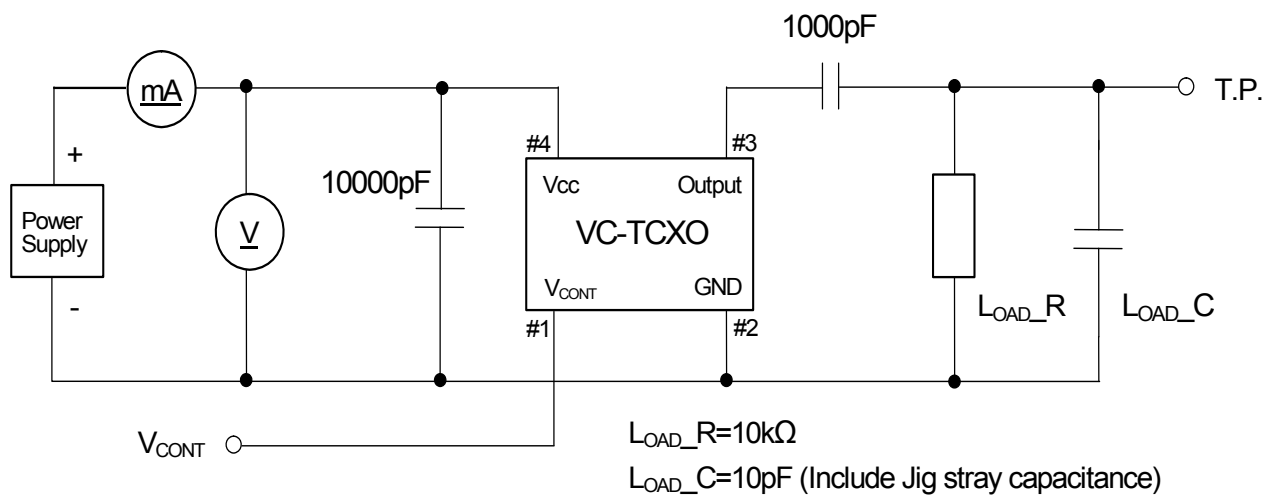 1000pF
mA
T.P.
+
#4
#3
10000pF
Vcc
Output
Power
Supply
V
VC-TCXO
VCONT
GND
-
#1
#2
LOAD_R
LOAD_C
VCONT
LOAD_R=10kΩ
LOAD_C=10pF (Include Jig stray capacitance)